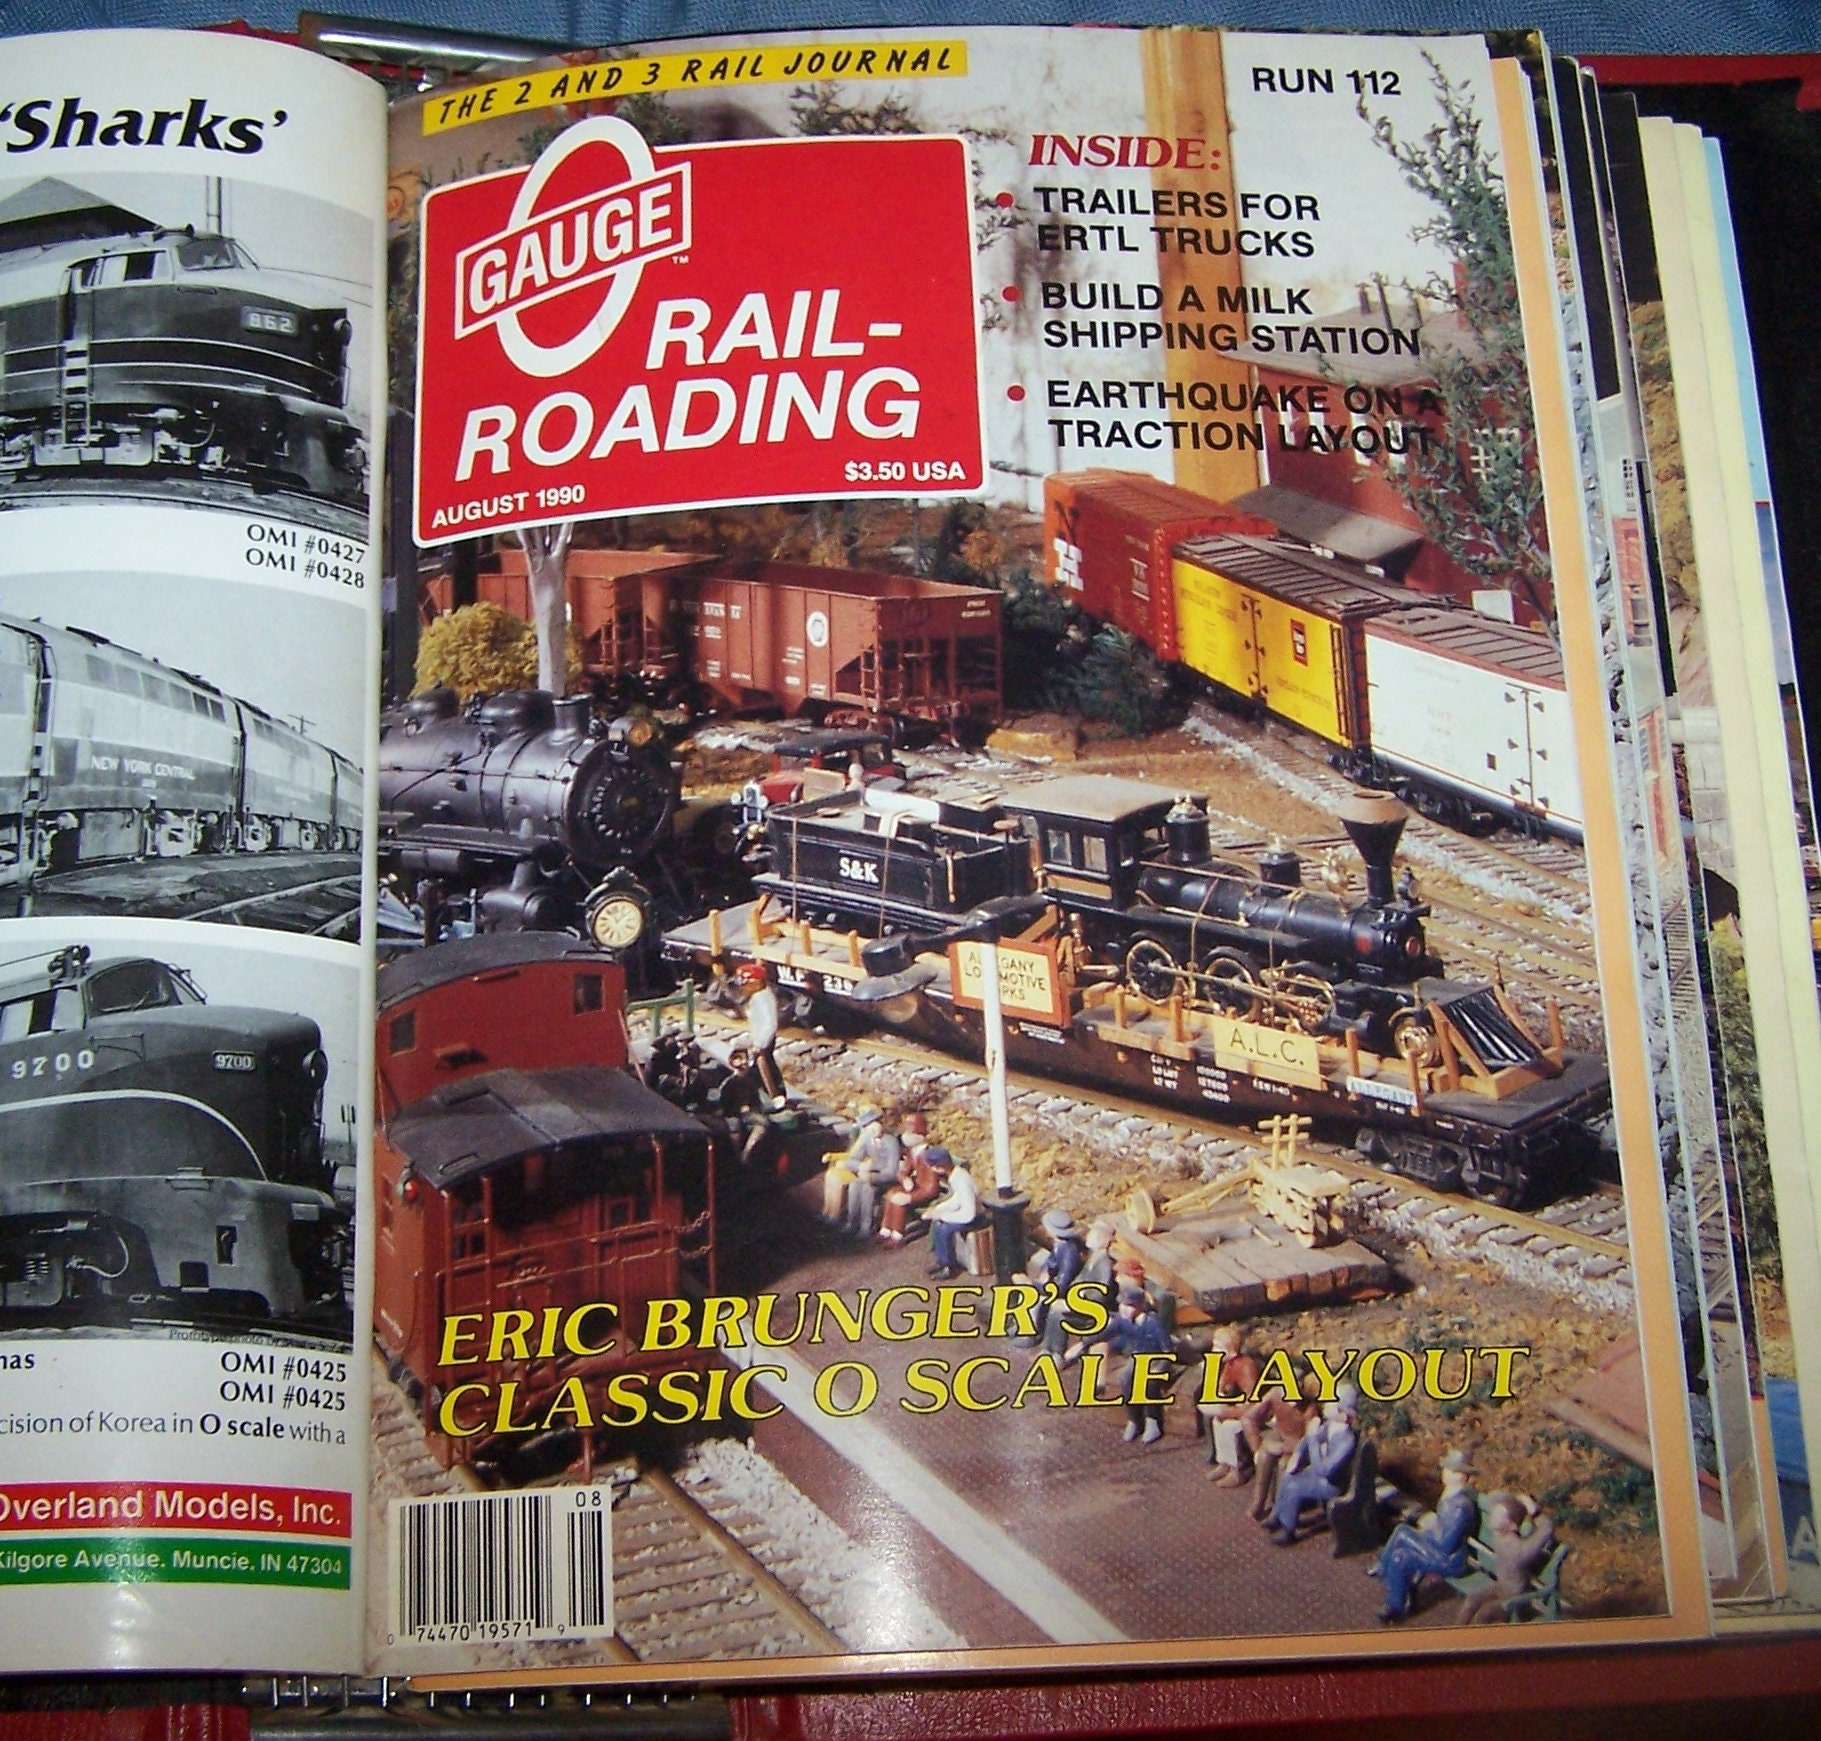 'Sharks'
862
OMI #0427
OMI #0428
NEW YORK CENTRAL
9700
9700
nas
OMI #0425
OMI #0425
cision of Korea in O scale with a
Overland Models, Inc.
Kilgore Avenue. Muncie, IN 47304
THE 2 AND 3 RAIL JOURNAL
RUN 112
O GAUGE™
RAIL-
ROADING
AUGUST 1990
$3.50 USA
INSIDE:
• TRAILERS FOR
ERTL TRUCKS
• BUILD A MILK
SHIPPING STATION
• EARTHQUAKE ON A
TRACTION LAYOUT
N
H
S&K
A.L.C.
ERIC BRUNGER'S
CLASSIC O SCALE LAYOUT
08
0 74470 19571 9
A